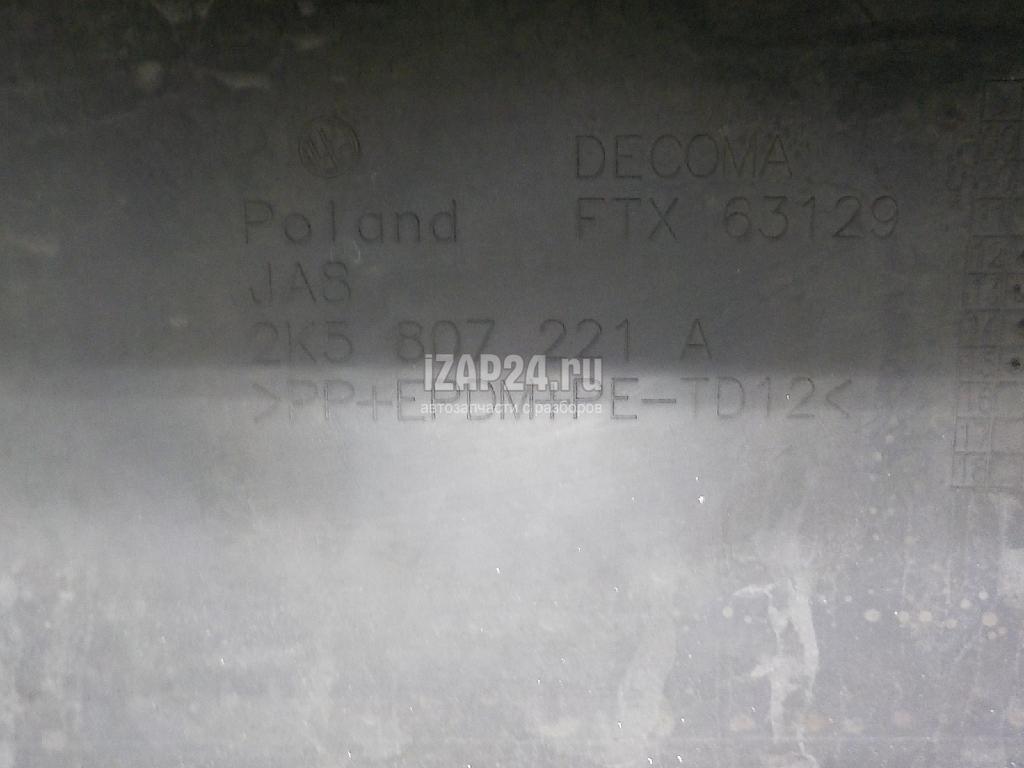 DECOMA
Poland
FTX 63129
JA8
2K5 807 221 A
iZAP24.ru
>PP+EPDM+PE-TD12<
автозапчасти с разборов